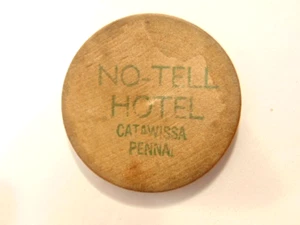 NO-TELL
HOTEL
CATAWISSA
PENNA.